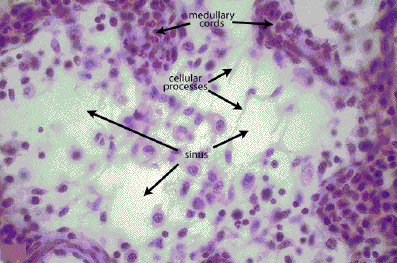 medullary
cords
cellular
processes
sinus